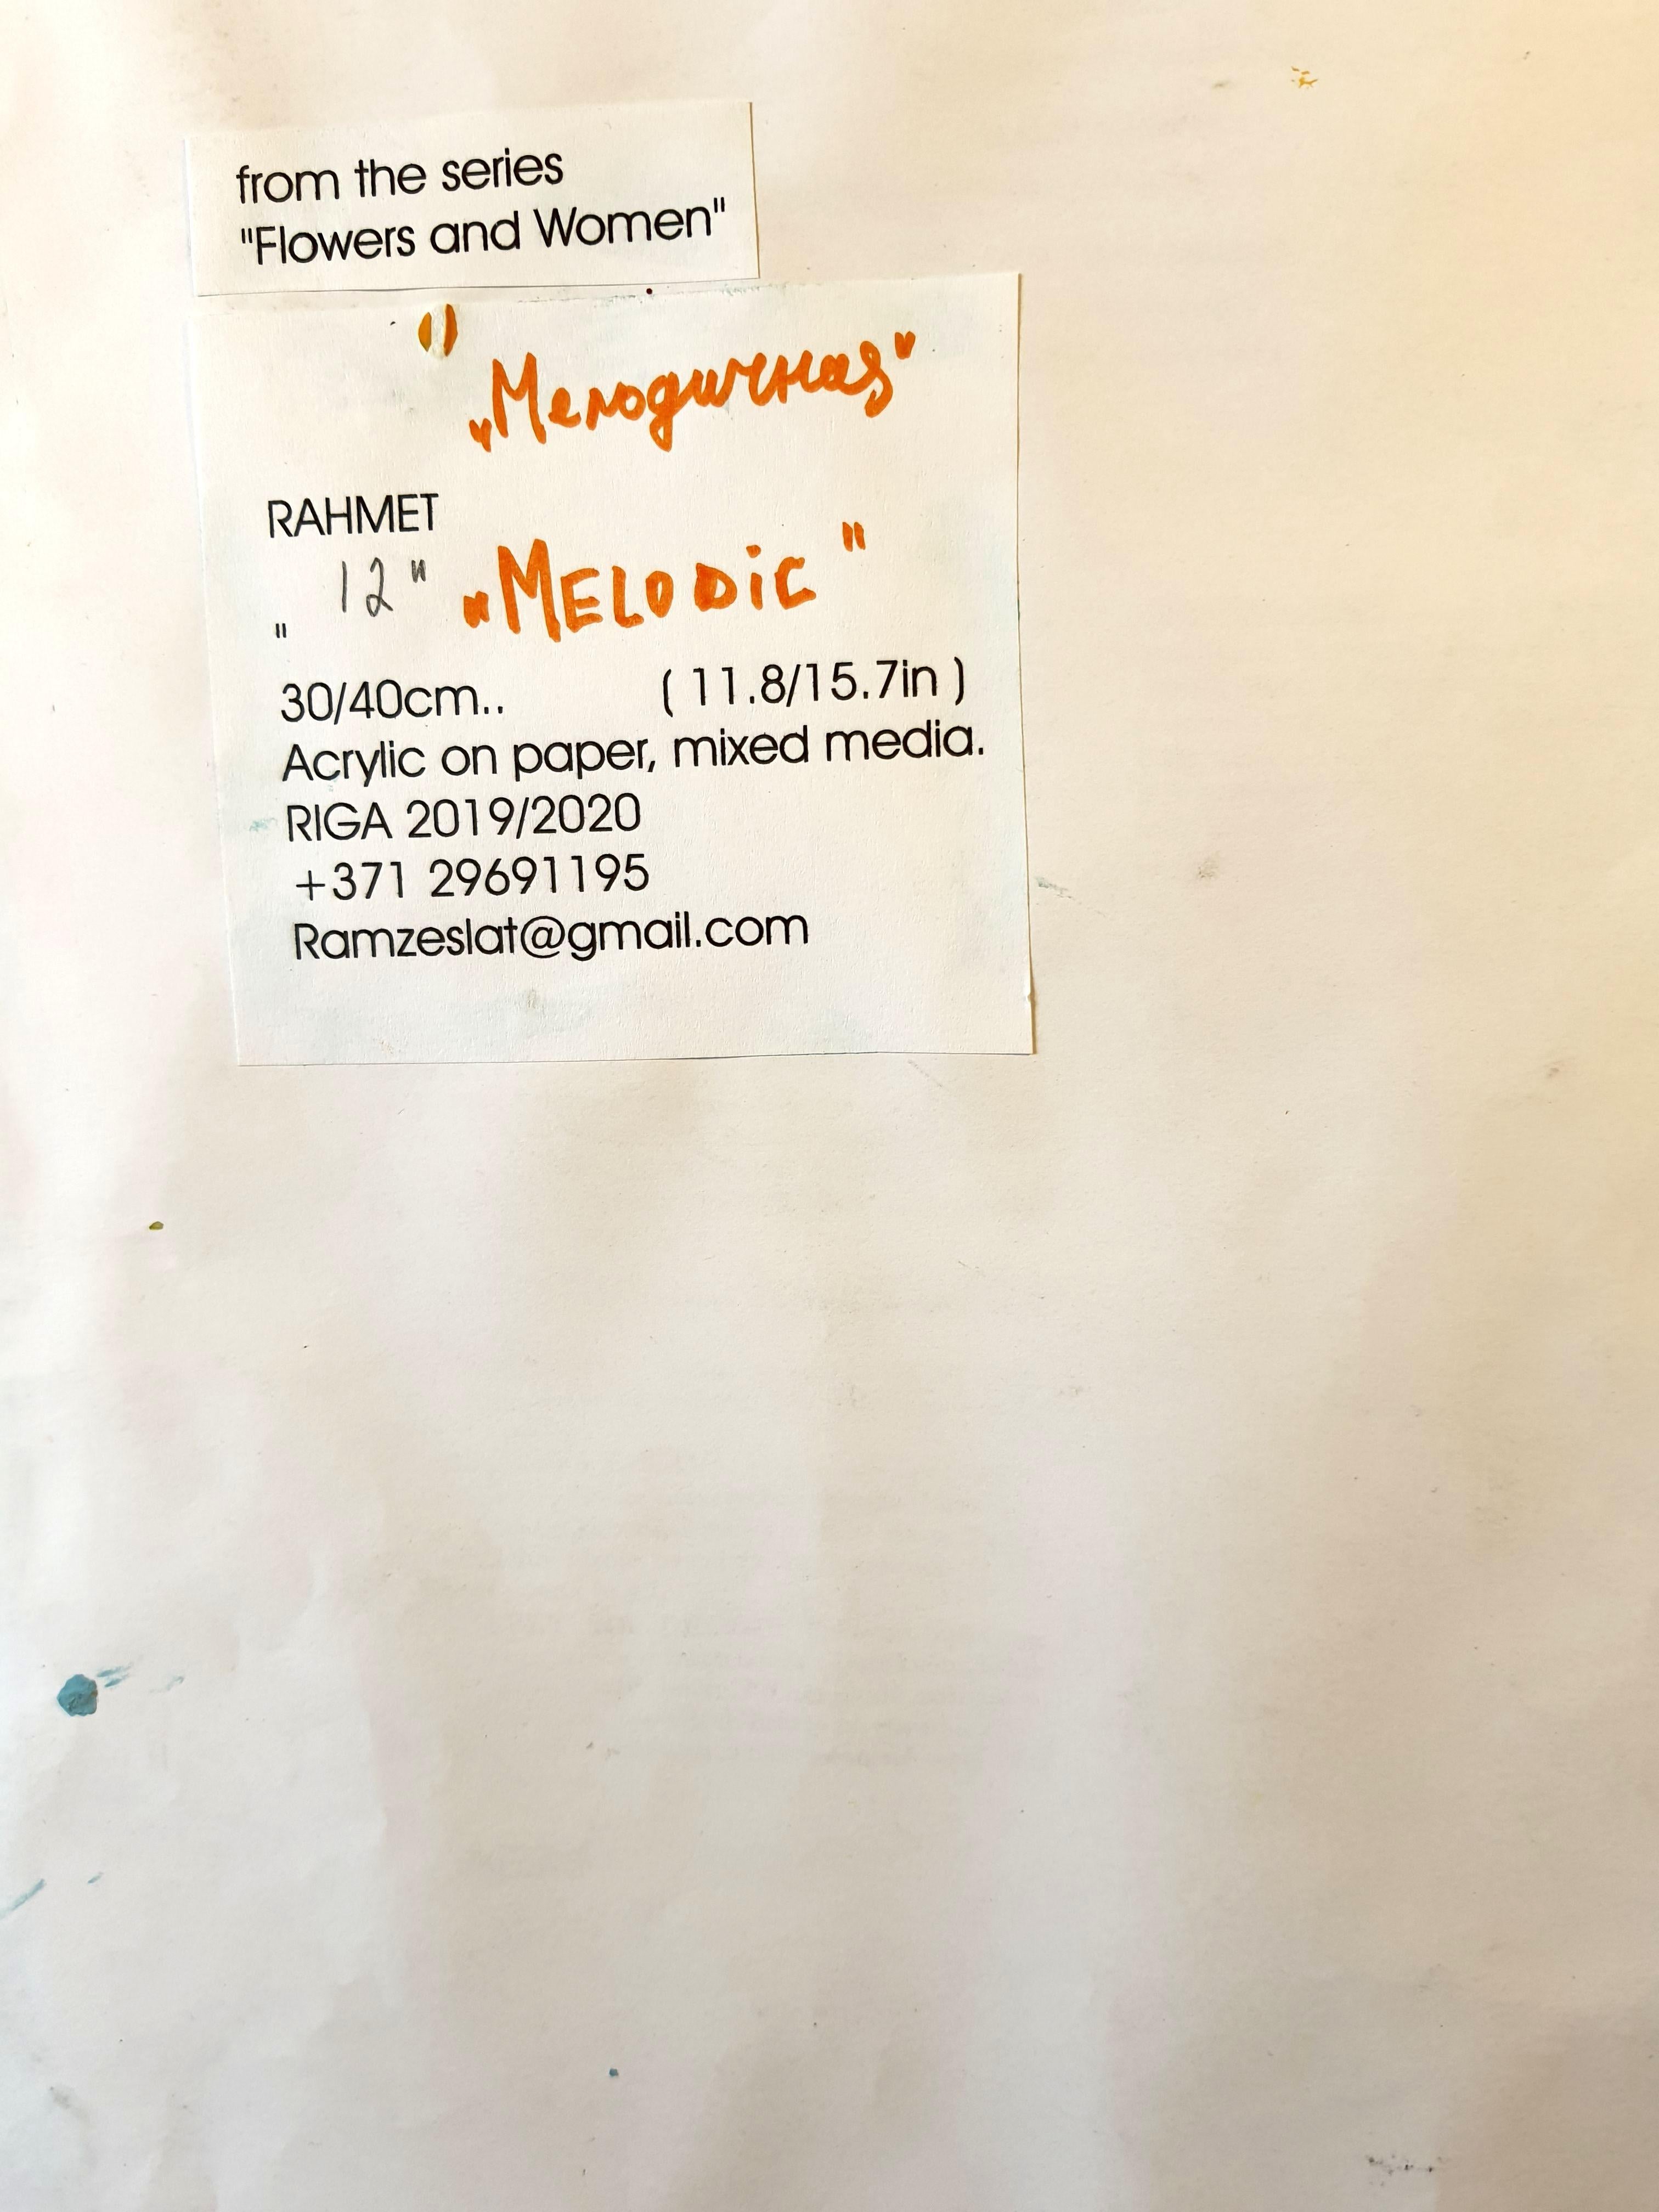 from the series
"Flowers and Women"
„Мелодичная"
RAHMET
„ 12" „MELODiC"
30/40cm.. ( 11.8/15.7in )
Acrylic on paper, mixed media.
RIGA 2019/2020
+371 29691195
Ramzeslat@gmail.com